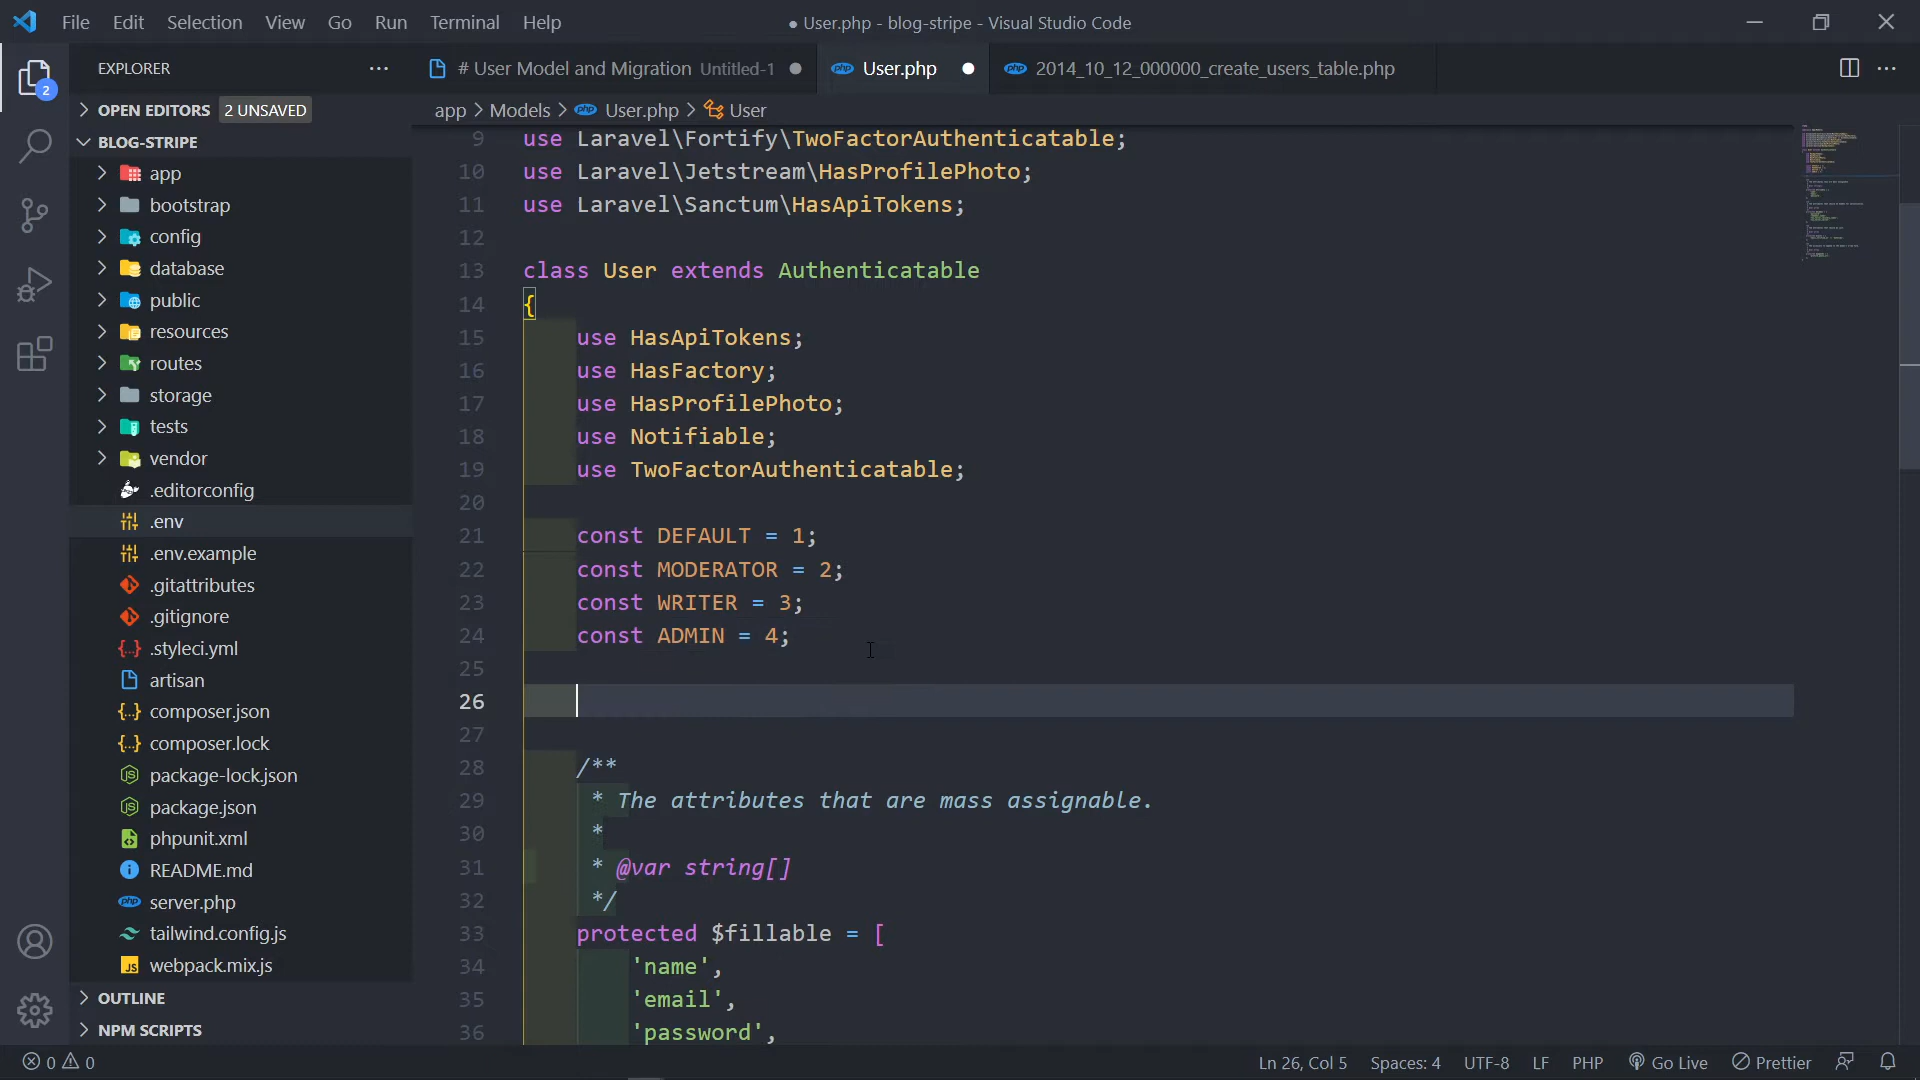 File Edit Selection View Go Run Terminal Help
● User.php - blog-stripe - Visual Studio Code
EXPLORER
# User Model and Migration Untitled-1
User.php
2014_10_12_000000_create_users_table.php
OPEN EDITORS 2 UNSAVED
app > Models > User.php > User
BLOG-STRIPE
app
bootstrap
config
database
public
resources
routes
storage
tests
vendor
.editorconfig
.env
.env.example
.gitattributes
.gitignore
.styleci.yml
artisan
composer.json
composer.lock
package-lock.json
package.json
phpunit.xml
README.md
server.php
tailwind.config.js
webpack.mix.js
OUTLINE
NPM SCRIPTS
2
9 use Laravel\Fortify\TwoFactorAuthenticatable;
10 use Laravel\Jetstream\HasProfilePhoto;
11 use Laravel\Sanctum\HasApiTokens;
12
13 class User extends Authenticatable
14 {
15 use HasApiTokens;
16 use HasFactory;
17 use HasProfilePhoto;
18 use Notifiable;
19 use TwoFactorAuthenticatable;
20
21 const DEFAULT = 1;
22 const MODERATOR = 2;
23 const WRITER = 3;
24 const ADMIN = 4;
25
26
27
28 /**
29 * The attributes that are mass assignable.
30 *
31 * @var string[]
32 */
33 protected $fillable = [
34 'name',
35 'email',
36 'password',
0 0
Ln 26, Col 5 Spaces: 4 UTF-8 LF PHP Go Live Prettier